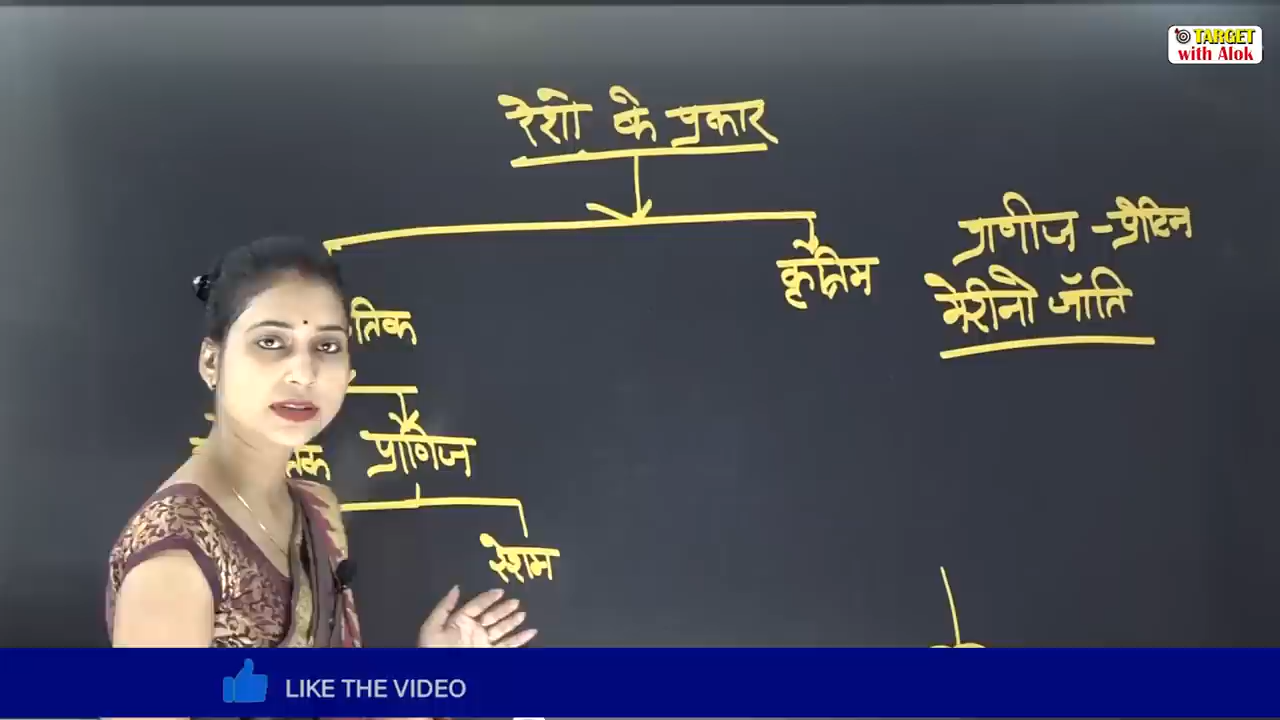 TARGET
with Alok
रेशो के प्रकार
कृत्रिम
प्राणीज - प्रोटिन
मेरीनो जॉति
तिक
प्राणिज
रेशम
LIKE THE VIDEO